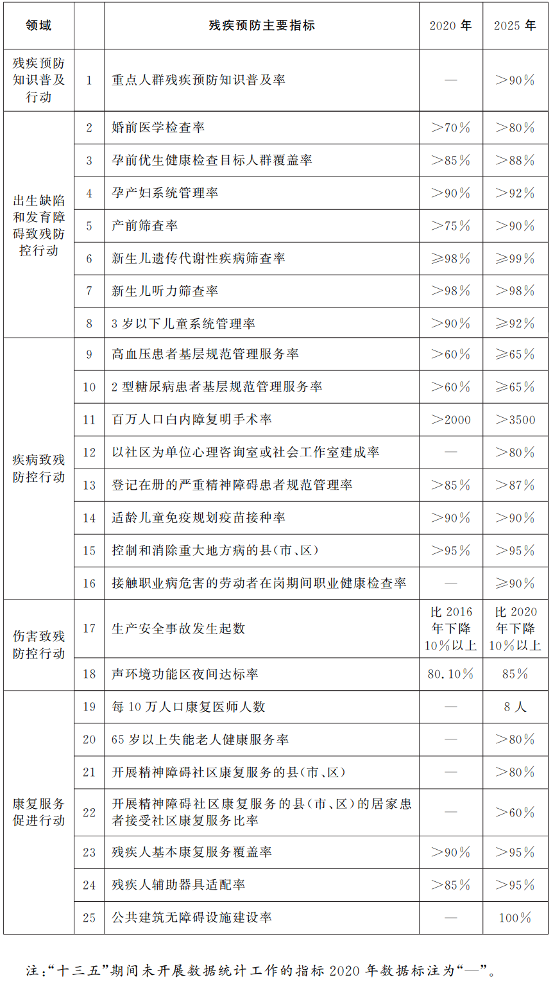 领域 残疾预防主要指标 2020 年 2025 年
残疾预防
知识普及
行动
1 重点人群残疾预防知识普及率 — >90%
出生缺陷
和发育障
碍致残防
控行动
2 婚前医学检查率 >70% >80%
3 孕前优生健康检查目标人群覆盖率 >85% >88%
4 孕产妇系统管理率 >90% >92%
5 产前筛查率 >75% >90%
6 新生儿遗传代谢性疾病筛查率 ⩾98% ⩾99%
7 新生儿听力筛查率 >98% >98%
8 3 岁以下儿童系统管理率 >90% ⩾92%
疾病致残
防控行动
9 高血压患者基层规范管理服务率 >60% ⩾65%
10 2 型糖尿病患者基层规范管理服务率 >60% ⩾65%
11 百万人口白内障复明手术率 >2000 >3500
12 以社区为单位心理咨询室或社会工作室建成率 — >80%
13 登记在册的严重精神障碍患者规范管理率 >85% >87%
14 适龄儿童免疫规划疫苗接种率 >90% >90%
15 控制和消除重大地方病的县(市、区) >95% >95%
16 接触职业病危害的劳动者在岗期间职业健康检查率 — ⩾90%
伤害致残
防控行动
17 生产安全事故发生起数
比 2016
年下降
10%以上
比 2020
年下降
10%以上
18 声环境功能区夜间达标率 80.10% 85%
康复服务
促进行动
19 每 10 万人口康复医师人数 — 8 人
20 65 岁以上失能老人健康服务率 — >80%
21 开展精神障碍社区康复服务的县(市、区) — >80%
22 开展精神障碍社区康复服务的县(市、区)的居家患
者接受社区康复服务比率
— >60%
23 残疾人基本康复服务覆盖率 >90% >95%
24 残疾人辅助器具适配率 >85% >95%
25 公共建筑无障碍设施建设率 — 100%
注:“十三五”期间未开展数据统计工作的指标 2020 年数据标注为“—”。